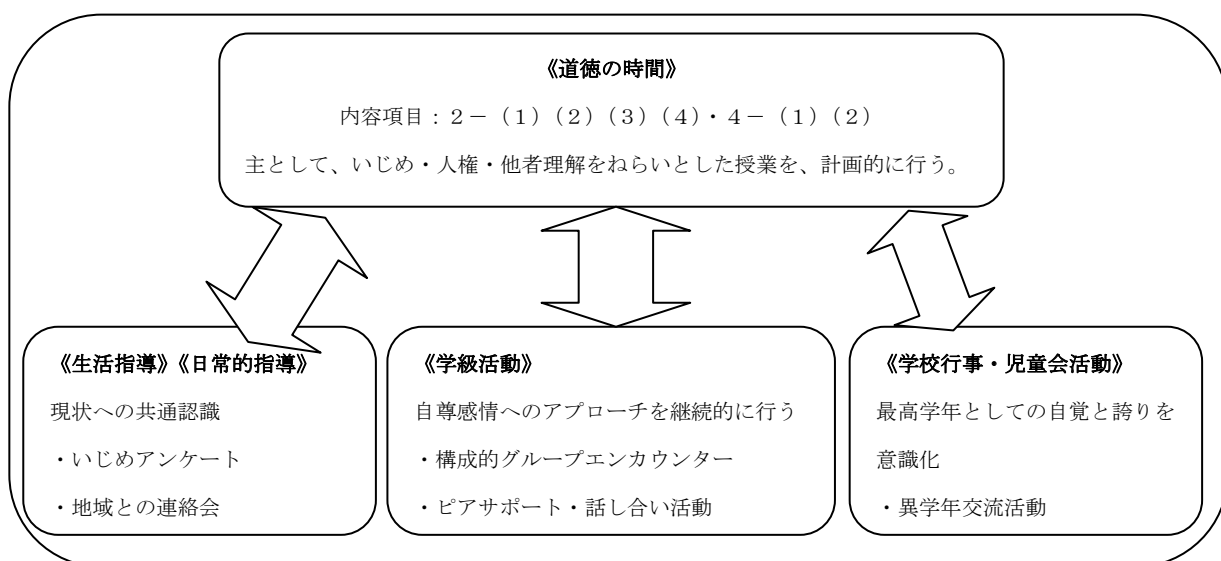 《道徳の時間》
内容項目：２－（１）（２）（３）（４）・４－（１）（２）
主として、いじめ・人権・他者理解をねらいとした授業を、計画的に行う。
《生活指導》《日常的指導》
現状への共通認識
・いじめアンケート
・地域との連絡会
《学級活動》
自尊感情へのアプローチを継続的に行う
・構成的グループエンカウンター
・ピアサポート・話し合い活動
《学校行事・児童会活動》
最高学年としての自覚と誇りを
意識化
・異学年交流活動